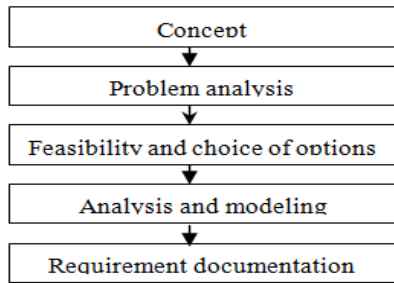 Concept
Problem analysis
Feasibility and choice of options
Analysis and modeling
Requirement documentation